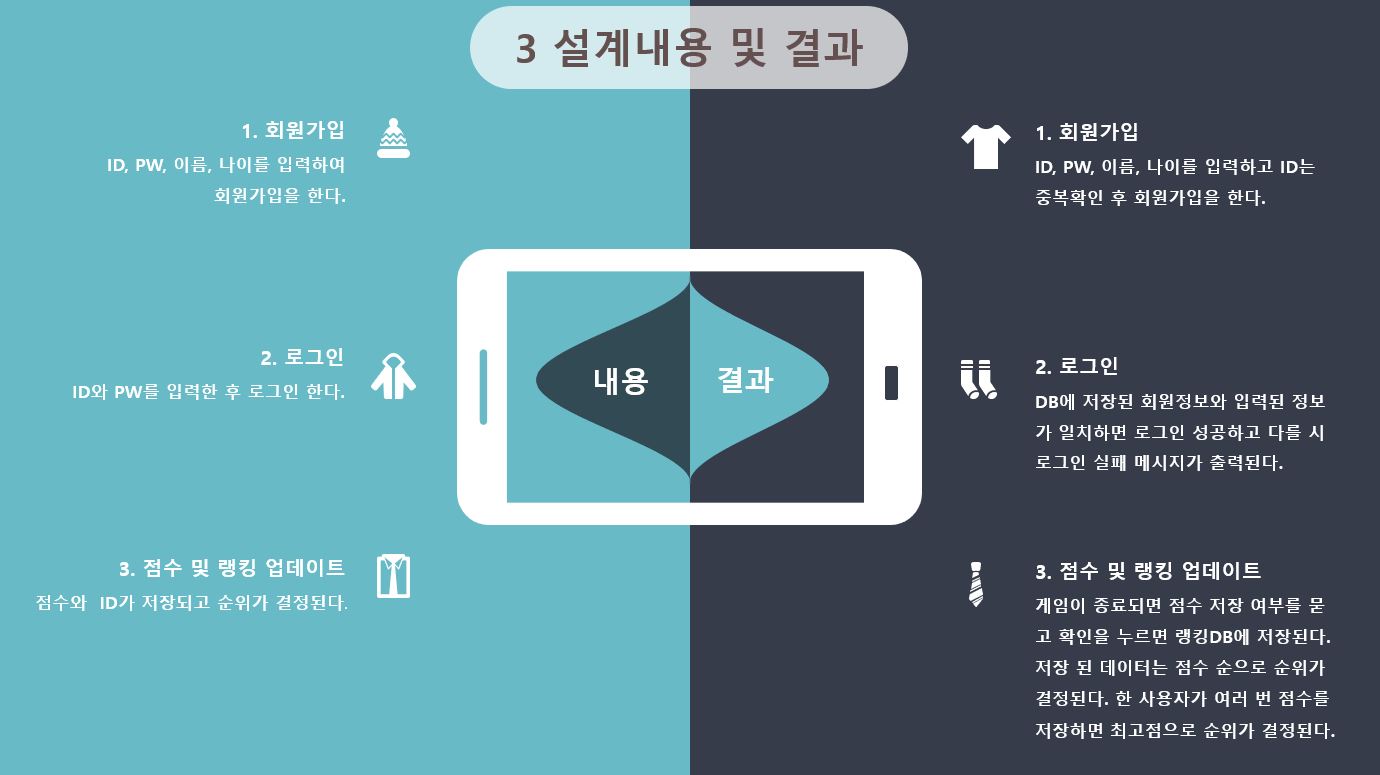 3 설계내용 및 결과
1. 회원가입
ID, PW, 이름, 나이를 입력하여
회원가입을 한다.
2. 로그인
ID와 PW를 입력한 후 로그인 한다.
3. 점수 및 랭킹 업데이트
점수와 ID가 저장되고 순위가 결정된다.
내용
결과
1. 회원가입
ID, PW, 이름, 나이를 입력하고 ID는
중복확인 후 회원가입을 한다.
2. 로그인
DB에 저장된 회원정보와 입력된 정보
가 일치하면 로그인 성공하고 다를 시
로그인 실패 메시지가 출력된다.
3. 점수 및 랭킹 업데이트
게임이 종료되면 점수 저장 여부를 묻
고 확인을 누르면 랭킹DB에 저장된다.
저장 된 데이터는 점수 순으로 순위가
결정된다. 한 사용자가 여러 번 점수를
저장하면 최고점으로 순위가 결정된다.